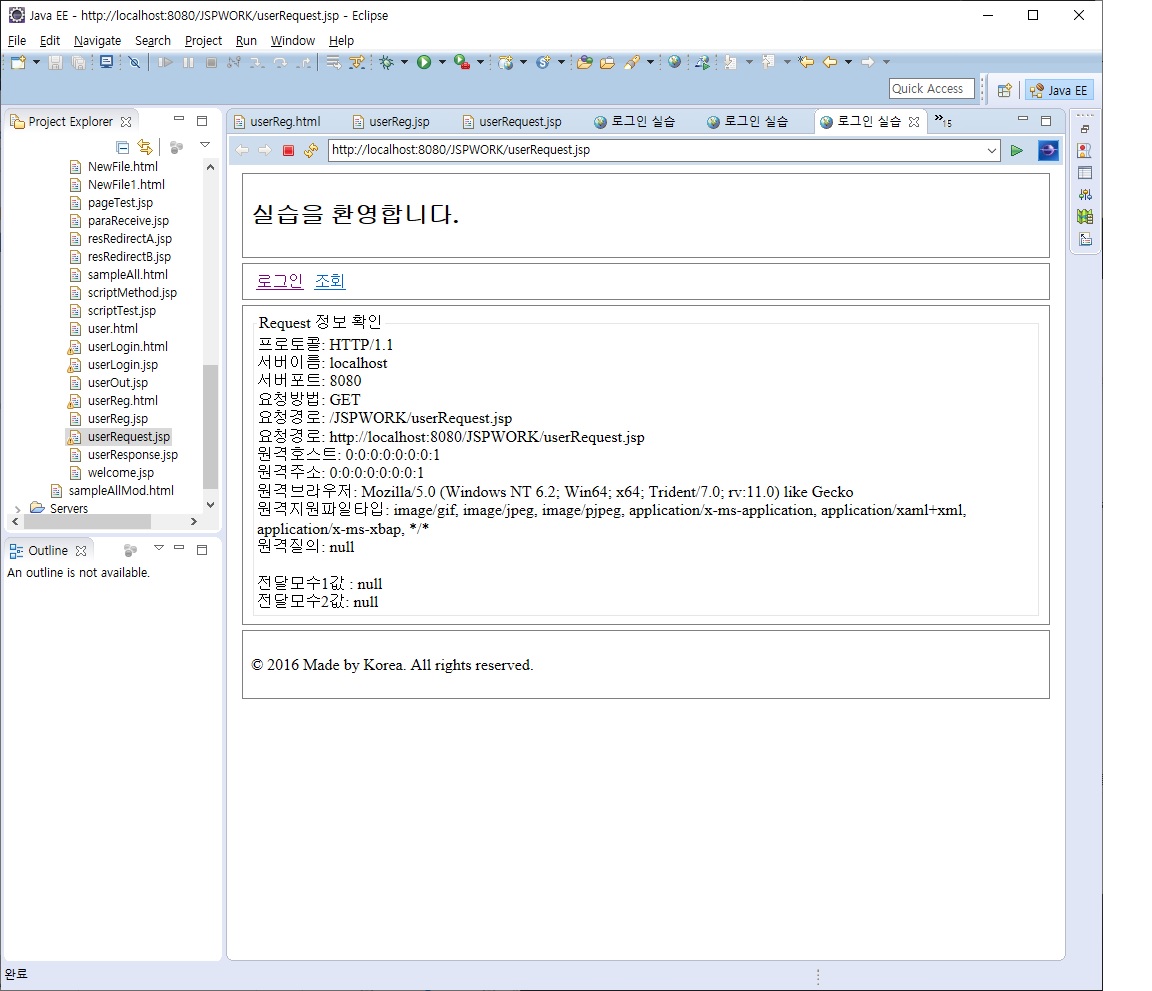 Java EE - http://localhost:8080/JSPWORK/userRequest.jsp - Eclipse
File Edit Navigate Search Project Run Window Help
Quick Access
Java EE
Project Explorer
NewFile.html
NewFile1.html
pageTest.jsp
paraReceive.jsp
resRedirectA.jsp
resRedirectB.jsp
sampleAll.html
scriptMethod.jsp
scriptTest.jsp
user.html
userLogin.html
userLogin.jsp
userOut.jsp
userReg.html
userReg.jsp
userRequest.jsp
userResponse.jsp
welcome.jsp
sampleAllMod.html
Servers
Outline
An outline is not available.
userReg.html userReg.jsp userRequest.jsp 로그인 실습 로그인 실습 로그인 실습 »15
http://localhost:8080/JSPWORK/userRequest.jsp
실습을 환영합니다.
로그인 조회
Request 정보 확인
프로토콜: HTTP/1.1
서버이름: localhost
서버포트: 8080
요청방법: GET
요청경로: /JSPWORK/userRequest.jsp
요청경로: http://localhost:8080/JSPWORK/userRequest.jsp
원격호스트: 0:0:0:0:0:0:0:1
원격주소: 0:0:0:0:0:0:0:1
원격브라우저: Mozilla/5.0 (Windows NT 6.2; Win64; x64; Trident/7.0; rv:11.0) like Gecko
원격지원파일타입: image/gif, image/jpeg, image/pjpeg, application/x-ms-application, application/xaml+xml,
application/x-ms-xbap, */*
원격질의: null
전달모수1값 : null
전달모수2값: null
© 2016 Made by Korea. All rights reserved.
완료